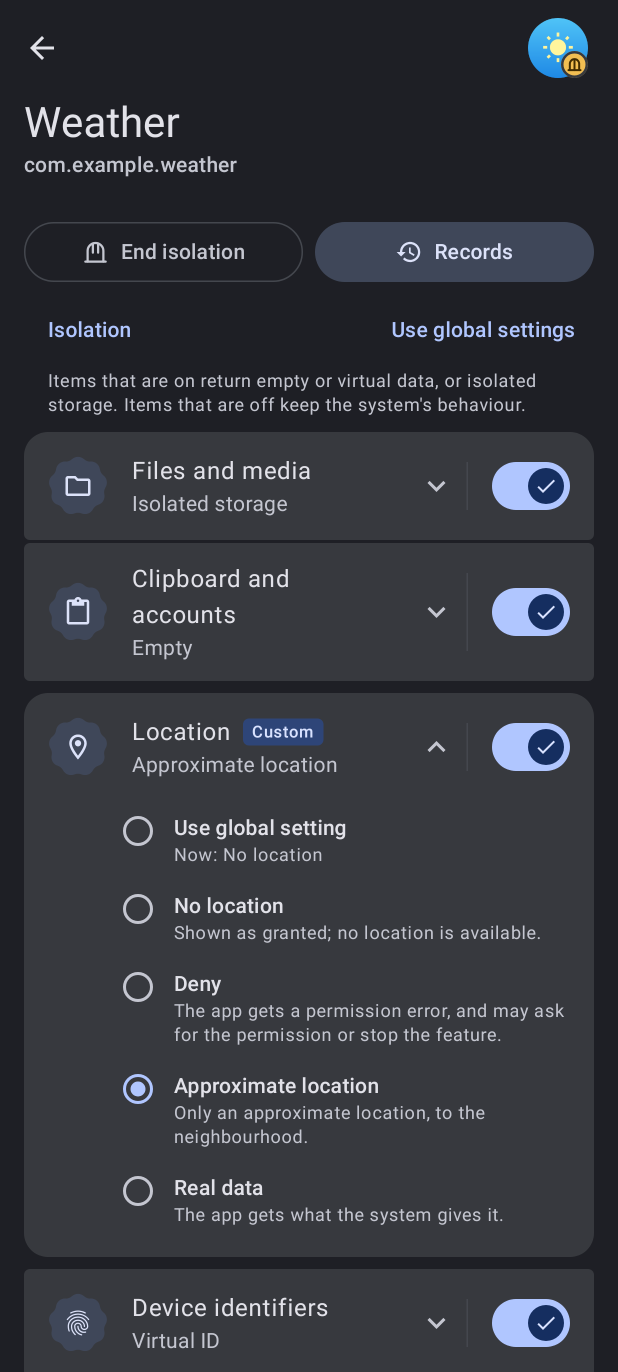 Weather
com.example.weather
End isolation
Records
Isolation
Use global settings
Items that are on return empty or virtual data, or isolated
storage. Items that are off keep the system's behaviour.
Files and media
Isolated storage
Clipboard and
accounts
Empty
Location Custom
Approximate location
Use global setting
Now: No location
No location
Shown as granted; no location is available.
Deny
The app gets a permission error, and may ask
for the permission or stop the feature.
Approximate location
Only an approximate location, to the
neighbourhood.
Real data
The app gets what the system gives it.
Device identifiers
Virtual ID